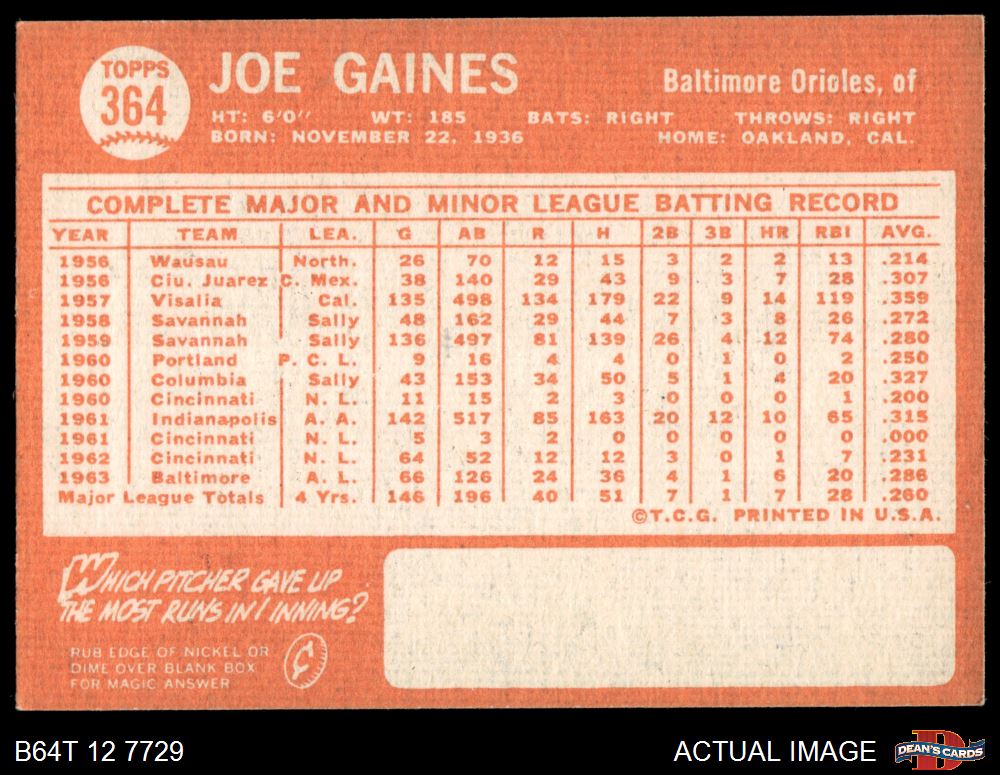 TOPPS
364
JOE GAINES
Baltimore Orioles, of
HT: 6'0" WT: 185 BATS: RIGHT THROWS: RIGHT
BORN: NOVEMBER 22, 1936 HOME: OAKLAND, CAL.
COMPLETE MAJOR AND MINOR LEAGUE BATTING RECORD
YEAR TEAM LEA. G AB R H 2B 3B HR RBI AVG.
1956 Wausau North. 26 70 12 15 3 2 2 13 .214
1956 Ciu. Juarez C. Mex. 38 140 29 43 9 3 7 28 .307
1957 Visalia Cal. 135 498 134 179 22 9 14 119 .359
1958 Savannah Sally 48 162 29 44 7 3 8 26 .272
1959 Savannah Sally 136 497 81 139 26 4 12 74 .280
1960 Portland P. C. L. 9 16 4 4 0 1 0 2 .250
1960 Columbia Sally 43 153 34 50 5 1 4 20 .327
1960 Cincinnati N. L. 11 15 2 3 0 0 0 1 .200
1961 Indianapolis A. A. 142 517 85 163 20 12 10 65 .315
1961 Cincinnati N. L. 5 3 2 0 0 0 0 0 .000
1962 Cincinnati N. L. 64 52 12 12 3 0 1 7 .231
1963 Baltimore A. L. 66 126 24 36 4 1 6 20 .286
Major League Totals 4 Yrs. 146 196 40 51 7 1 7 28 .260
©T.C.G. PRINTED IN U.S.A.
WHICH PITCHER GAVE UP
THE MOST RUNS IN 1 INNING?
RUB EDGE OF NICKEL OR
DIME OVER BLANK BOX
FOR MAGIC ANSWER
¢
B64T 12 7729 ACTUAL IMAGE
DEAN'S CARDS